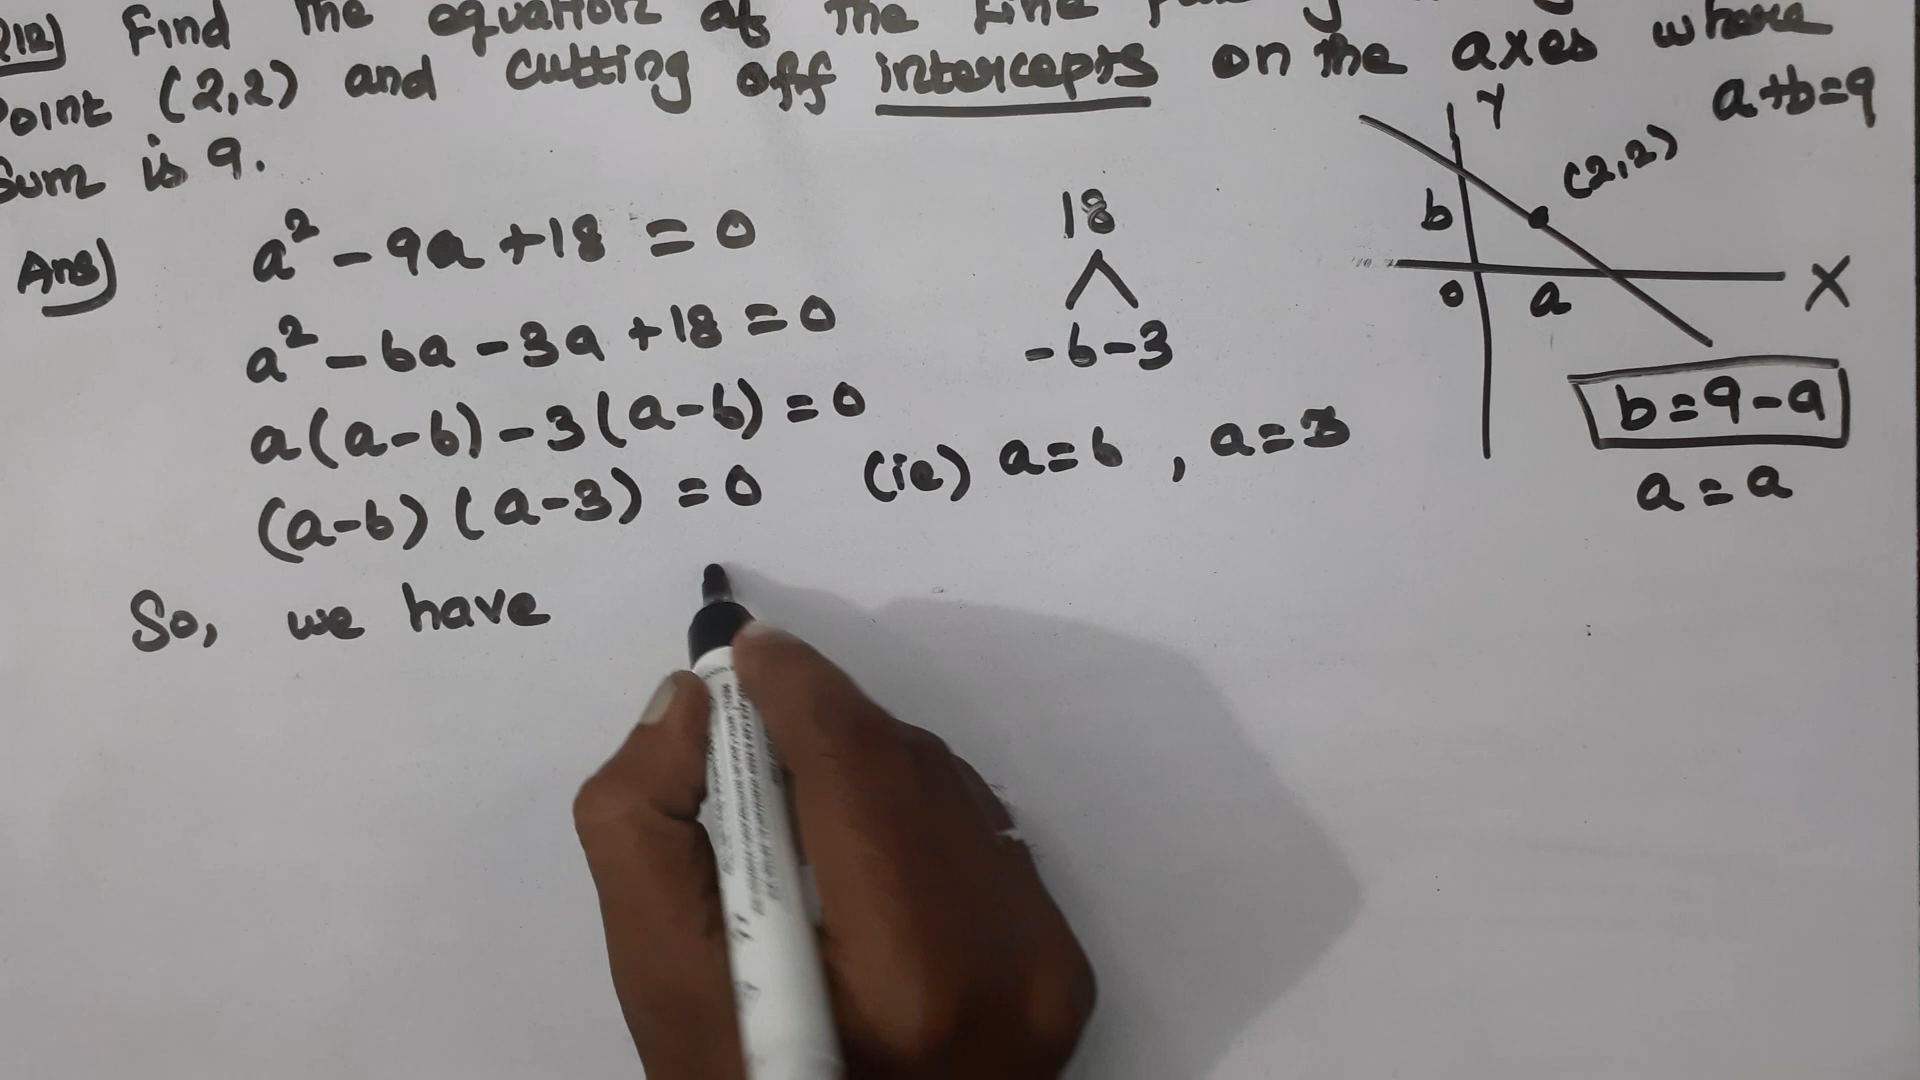 Q12) Find the equation of the Line
Point (2,2) and cutting off intercepts on the axes where
Sum is 9.
a+b=9
Y
(2,2)
b
0
a
X
b=9-a
a=a
Ans)
a²-9a+18=0
18
a²-6a-3a+18=0
-6-3
a(a-6)-3(a-6)=0
(a-6)(a-3)=0 (ie) a=6, a=3
So, we have